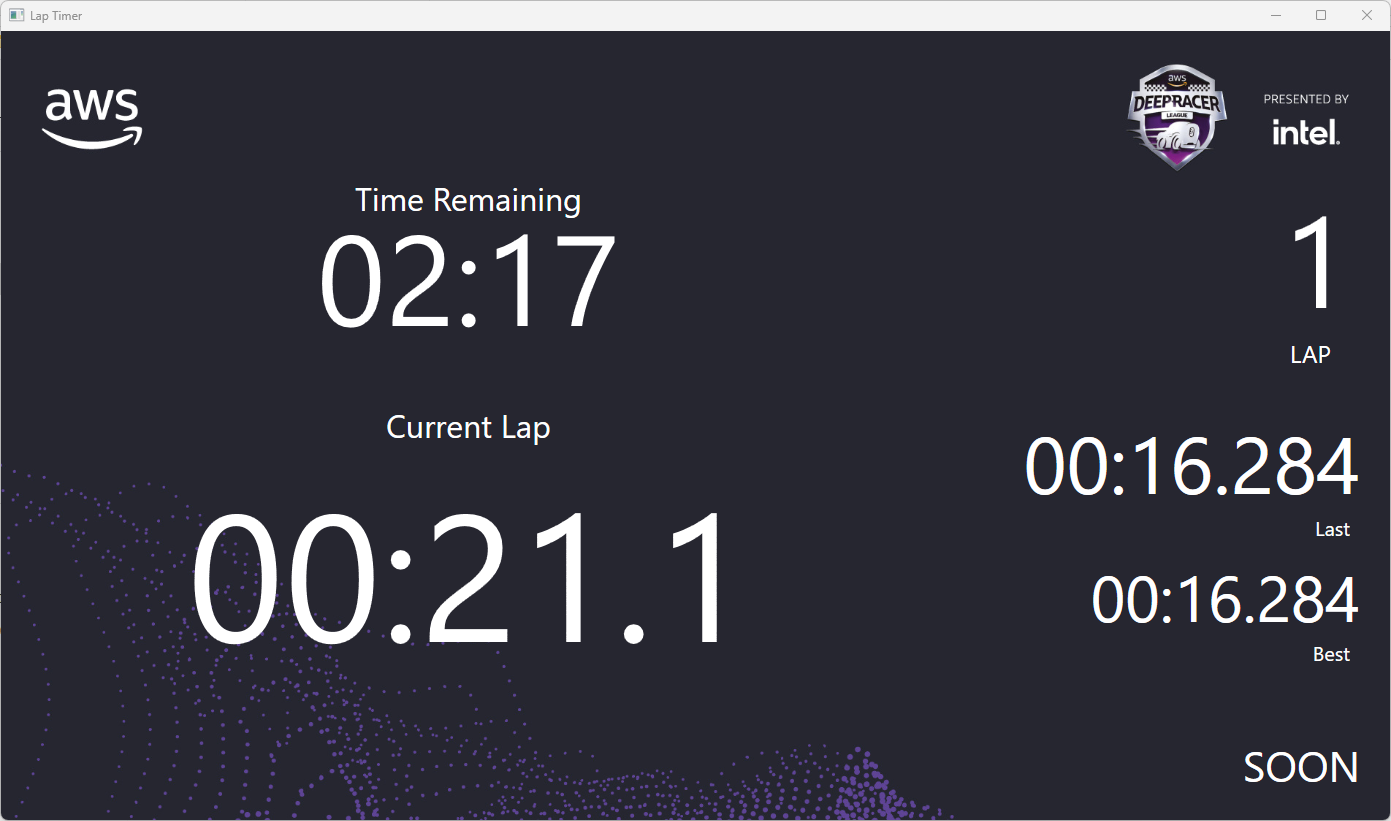 Lap Timer
aws
aws
DEEPRACER
LEAGUE
PRESENTED BY
intel.
Time Remaining
02:17
1
LAP
Current Lap
00:21.1
00:16.284
Last
00:16.284
Best
SOON